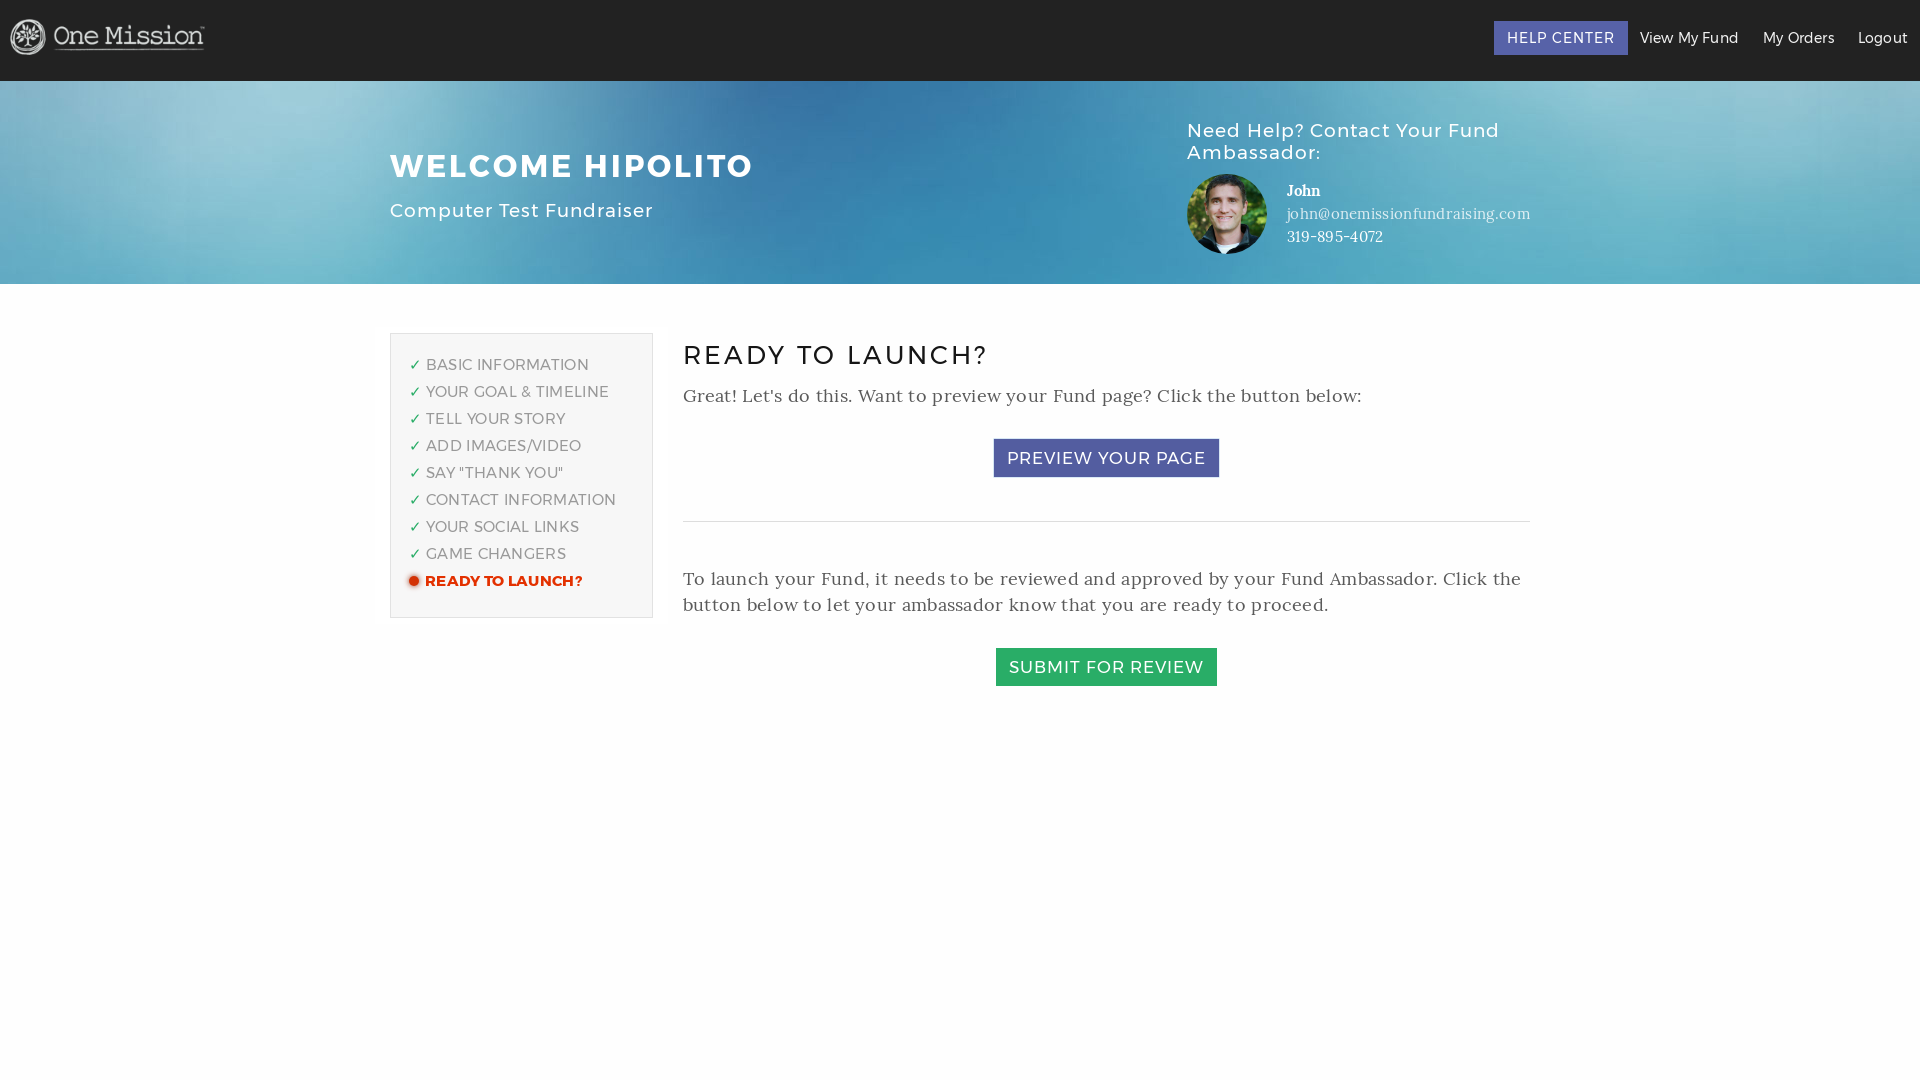 One Mission
HELP CENTER
View My Fund
My Orders
Logout
WELCOME HIPOLITO
Computer Test Fundraiser
Need Help? Contact Your Fund
Ambassador:
John
john@onemissionfundraising.com
319-895-4072
✓ BASIC INFORMATION
✓ YOUR GOAL & TIMELINE
✓ TELL YOUR STORY
✓ ADD IMAGES/VIDEO
✓ SAY "THANK YOU"
✓ CONTACT INFORMATION
✓ YOUR SOCIAL LINKS
✓ GAME CHANGERS
READY TO LAUNCH?
READY TO LAUNCH?
Great! Let's do this. Want to preview your Fund page? Click the button below:
PREVIEW YOUR PAGE
To launch your Fund, it needs to be reviewed and approved by your Fund Ambassador. Click the
button below to let your ambassador know that you are ready to proceed.
SUBMIT FOR REVIEW